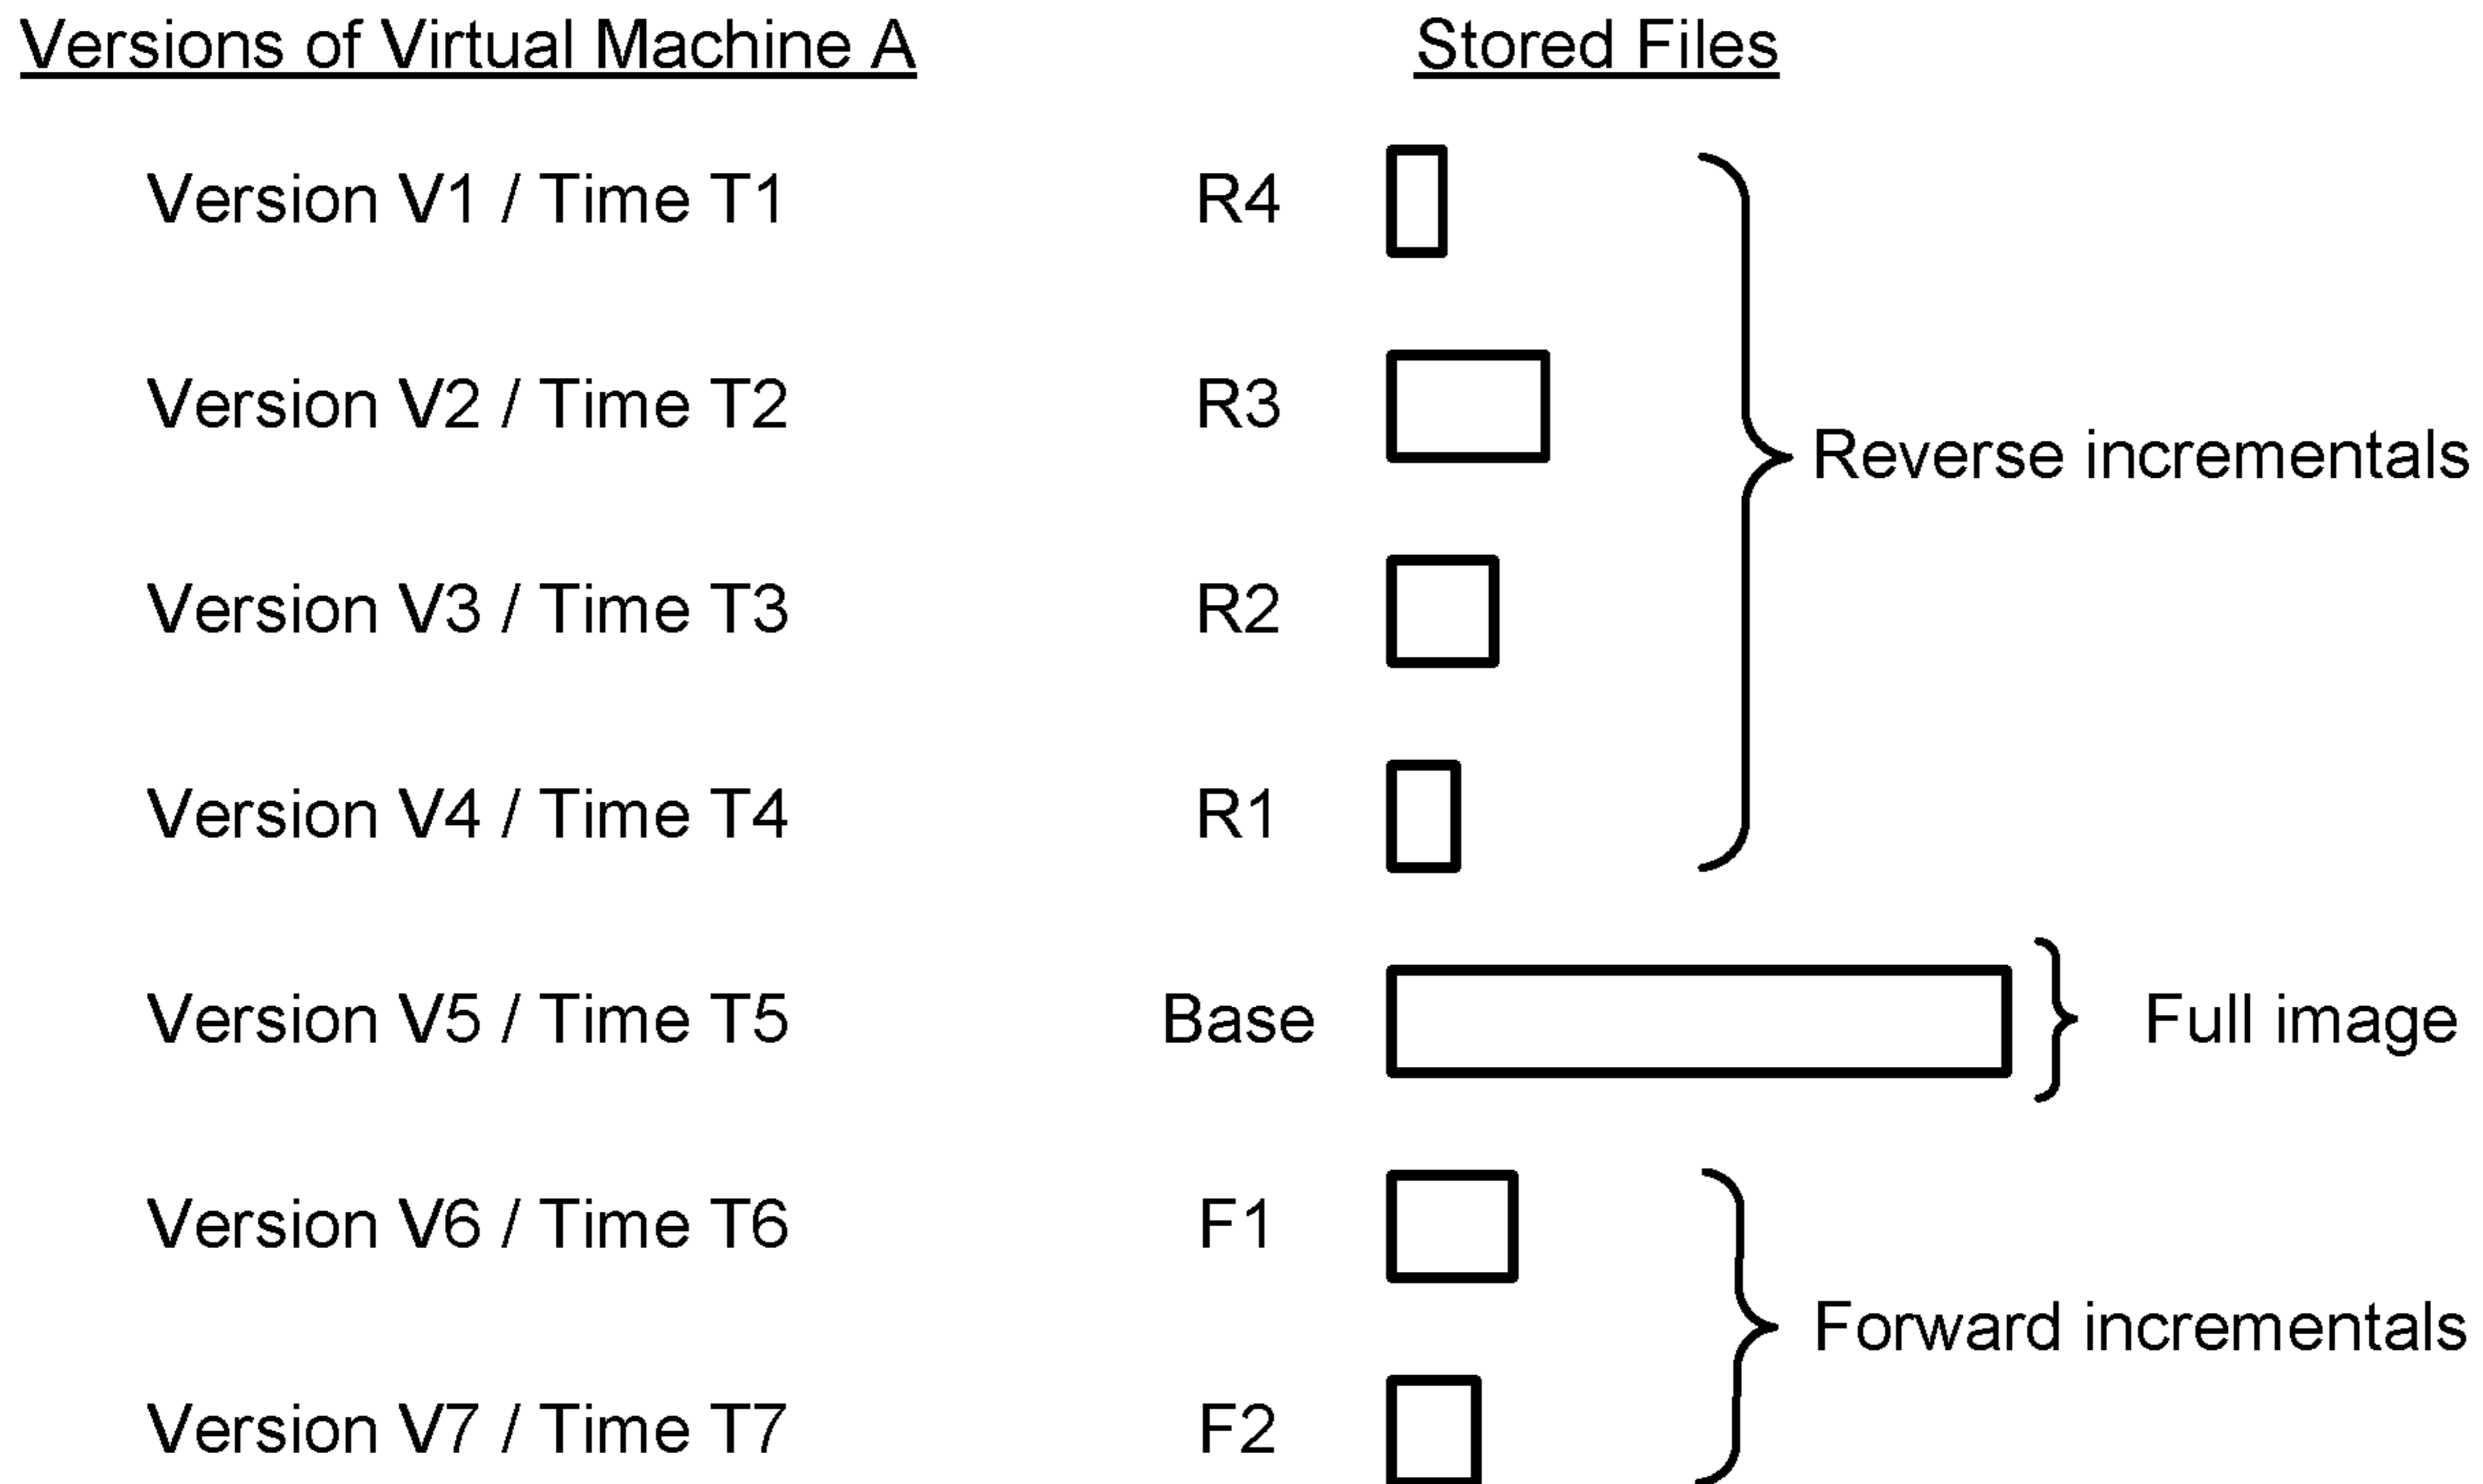 Versions of Virtual Machine A Stored Files
Version V1 / Time T1 R4
Version V2 / Time T2 R3
Reverse incrementals
Version V3 / Time T3 R2
Version V4 / Time T4 R1
Version V5 / Time T5 Base Full image
Version V6 / Time T6 F1
Forward incrementals
Version V7 / Time T7 F2